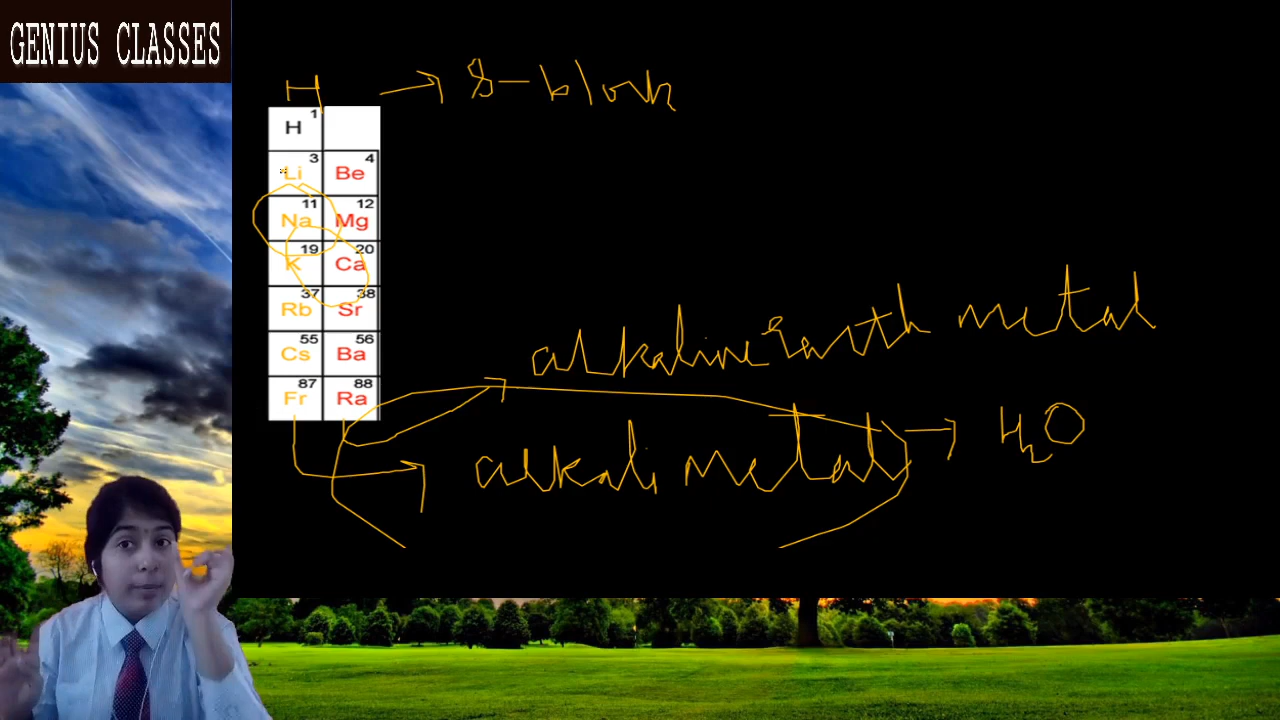 GENIUS CLASSES
H → s-block
1
H
3 4
Li Be
11 12
Na Mg
19 20
K Ca
37 38
Rb Sr
55 56
Cs Ba
87 88
Fr Ra
alkaline Earth metal
alkali metal → H₂O